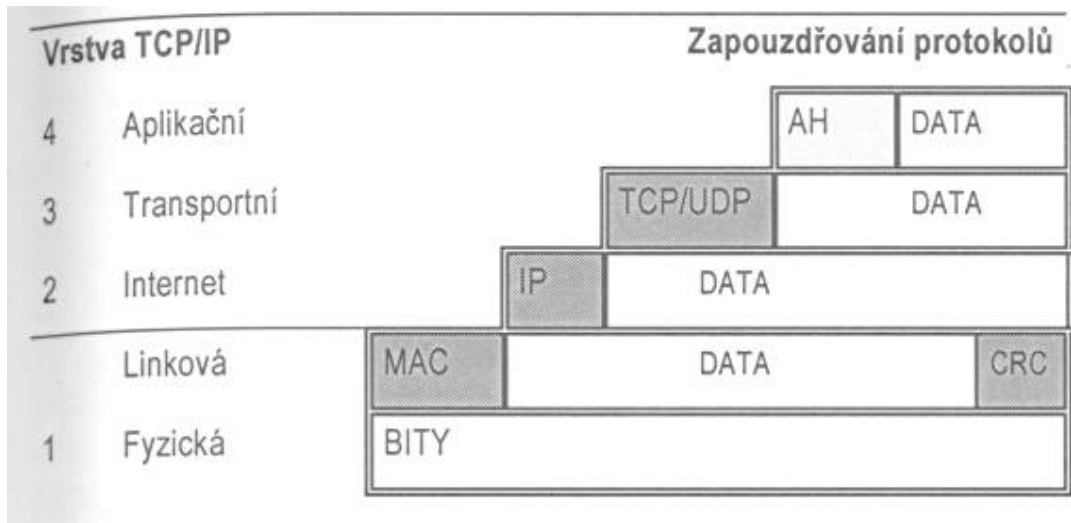 Vrstva TCP/IP Zapouzdřování protokolů
4 Aplikační AH DATA
3 Transportní TCP/UDP DATA
2 Internet IP DATA
Linková MAC DATA CRC
1 Fyzická BITY